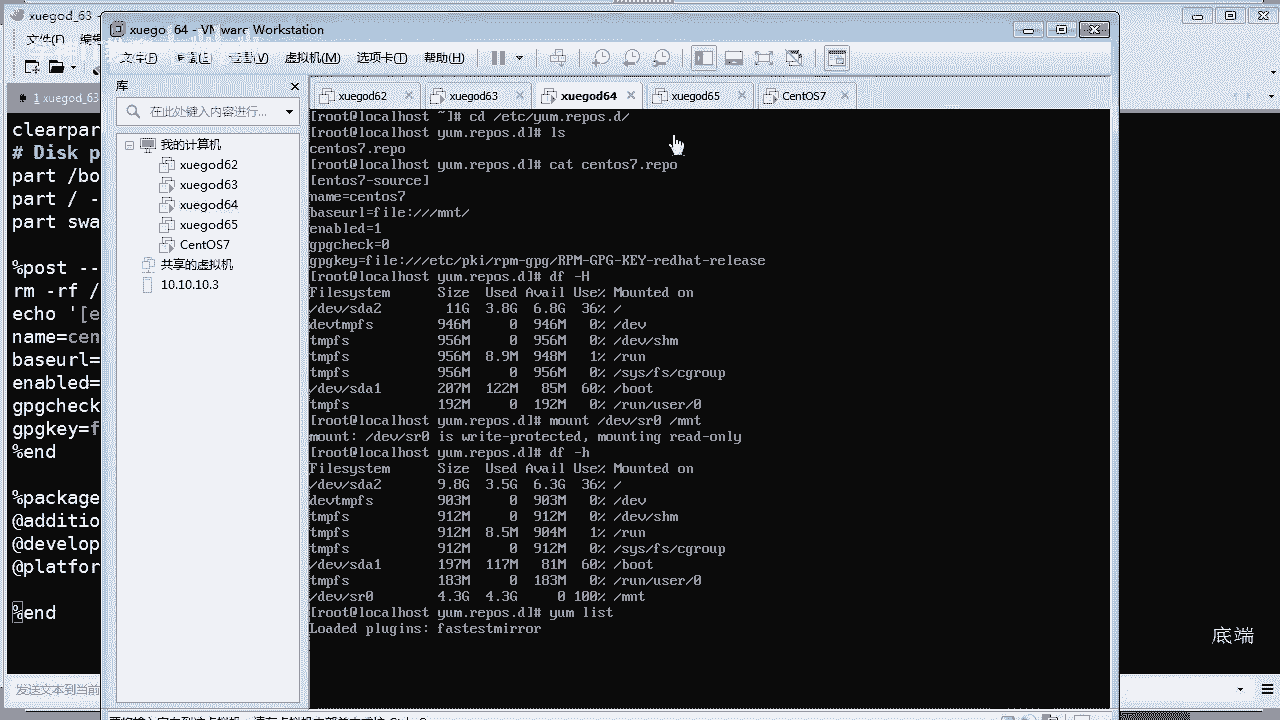 xuegod_63
xuegod 64 - VMware Workstation
文件(F)
虚拟机(M) 选项卡(T) 帮助(H)
库
1 xuegod_63
在此处键入内容进行...
我的计算机
xuegod62
xuegod63
xuegod64
xuegod65
CentOS7
共享的虚拟机
10.10.10.3
xuegod62 xuegod63 xuegod64 xuegod65 CentOS7
clearpar
# Disk p
part /bo
part / -
part swa
rm -rf /
echo '[e
name=cen
baseurl=
enabled=
gpgcheck
gpgkey=f
%end
%package
@additio
@develop
@platfor
%end
[root@localhost ~]# cd /etc/yum.repos.d/
[root@localhost yum.repos.d]# ls
centos7.repo
[root@localhost yum.repos.d]# cat centos7.repo
[entos7-source]
name=centos7
baseurl=file:///mnt/
enabled=1
gpgcheck=0
gpgkey=file:///etc/pki/rpm-gpg/RPM-GPG-KEY-redhat-release
[root@localhost yum.repos.d]# df -H
Filesystem Size Used Avail Use% Mounted on
/dev/sda2 11G 3.8G 6.8G 36% /
devtmpfs 946M 0 946M 0% /dev
tmpfs 956M 0 956M 0% /dev/shm
tmpfs 956M 8.9M 948M 1% /run
tmpfs 956M 0 956M 0% /sys/fs/cgroup
/dev/sda1 207M 122M 85M 60% /boot
tmpfs 192M 0 192M 0% /run/user/0
[root@localhost yum.repos.d]# mount /dev/sr0 /mnt
mount: /dev/sr0 is write-protected, mounting read-only
[root@localhost yum.repos.d]# df -h
Filesystem Size Used Avail Use% Mounted on
/dev/sda2 9.8G 3.5G 6.3G 36% /
devtmpfs 903M 0 903M 0% /dev
tmpfs 912M 0 912M 0% /dev/shm
tmpfs 912M 8.5M 904M 1% /run
tmpfs 912M 0 912M 0% /sys/fs/cgroup
/dev/sda1 197M 117M 81M 60% /boot
tmpfs 183M 0 183M 0% /run/user/0
/dev/sr0 4.3G 4.3G 0 100% /mnt
[root@localhost yum.repos.d]# yum list
Loaded plugins: fastestmirror
底端
发送文本到当前